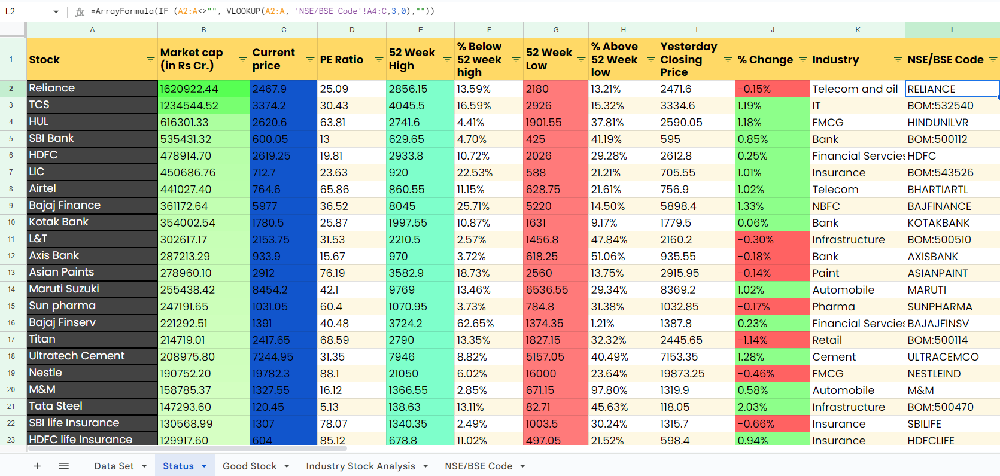 L2 fx =ArrayFormula(IF (A2:A<>"", VLOOKUP(A2:A, 'NSE/BSE Code'!A4:C,3,0),""))
A B C D E F G H I J K L
1 Stock Market cap (in Rs Cr.) Current price PE Ratio 52 Week High % Below 52 week high 52 Week Low % Above 52 Week low Yesterday Closing Price % Change Industry NSE/BSE Code
2 Reliance 1620922.44 2467.9 25.09 2856.15 13.59% 2180 13.21% 2471.6 -0.15% Telecom and oil RELIANCE
3 TCS 1234544.52 3374.2 30.43 4045.5 16.59% 2926 15.32% 3334.6 1.19% IT BOM:532540
4 HUL 616301.33 2620.6 63.81 2741.6 4.41% 1901.55 37.81% 2590.05 1.18% FMCG HINDUNILVR
5 SBI Bank 535431.32 600.05 13 629.65 4.70% 425 41.19% 595 0.85% Bank BOM:500112
6 HDFC 478914.70 2619.25 19.81 2933.8 10.72% 2026 29.28% 2612.8 0.25% Financial Servcies HDFC
7 LIC 450686.76 712.7 23.63 920 22.53% 588 21.21% 705.55 1.01% Insurance BOM:543526
8 Airtel 441027.40 764.6 65.86 860.55 11.15% 628.75 21.61% 756.9 1.02% Telecom BHARTIARTL
9 Bajaj Finance 361172.64 5977 36.52 8045 25.71% 5220 14.50% 5898.4 1.33% NBFC BAJFINANCE
10 Kotak Bank 354002.54 1780.5 25.87 1997.55 10.87% 1631 9.17% 1779.5 0.06% Bank KOTAKBANK
11 L&T 302617.17 2153.75 31.53 2210.5 2.57% 1456.8 47.84% 2160.2 -0.30% Infrastructure BOM:500510
12 Axis Bank 287213.29 933.9 15.67 970 3.72% 618.25 51.06% 935.55 -0.18% Bank AXISBANK
13 Asian Paints 278960.10 2912 76.19 3582.9 18.73% 2560 13.75% 2915.95 -0.14% Paint ASIANPAINT
14 Maruti Suzuki 255438.42 8454.2 42.1 9769 13.46% 6536.55 29.34% 8369.2 1.02% Automobile MARUTI
15 Sun pharma 247191.65 1031.05 60.4 1070.95 3.73% 784.8 31.38% 1032.85 -0.17% Pharma SUNPHARMA
16 Bajaj Finserv 221292.51 1391 40.48 3724.2 62.65% 1374.35 1.21% 1387.8 0.23% Financial Servcies BAJAJFINSV
17 Titan 214719.01 2417.65 68.59 2790 13.35% 1827.15 32.32% 2445.65 -1.14% Retail BOM:500114
18 Ultratech Cement 208975.80 7244.95 31.35 7946 8.82% 5157.05 40.49% 7153.35 1.28% Cement ULTRACEMCO
19 Nestle 190752.20 19782.3 88.1 21050 6.02% 16000 23.64% 19873.25 -0.46% FMCG NESTLEIND
20 M&M 158785.37 1327.55 16.12 1366.55 2.85% 671.15 97.80% 1319.9 0.58% Automobile M&M
21 Tata Steel 147293.60 120.45 5.13 138.63 13.11% 82.71 45.63% 118.05 2.03% Infrastructure BOM:500470
22 SBI life Insurance 130568.99 1307 78.07 1340.35 2.49% 1003.5 30.24% 1315.7 -0.66% Insurance SBILIFE
23 HDFC life Insurance 129917.60 604 85.12 678.8 11.02% 497.05 21.52% 598.4 0.94% Insurance HDFCLIFE
Data Set Status Good Stock Industry Stock Analysis NSE/BSE Code